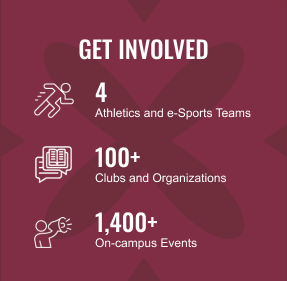 GET INVOLVED
4
Athletics and e-Sports Teams
100+
Clubs and Organizations
1,400+
On-campus Events